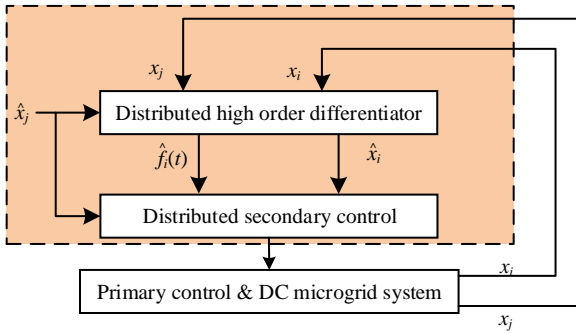 x_j x_i
Distributed high order differentiator
x̂_j
f̂_i(t) x̂_i
Distributed secondary control
Primary control & DC microgrid system
x_i
x_j